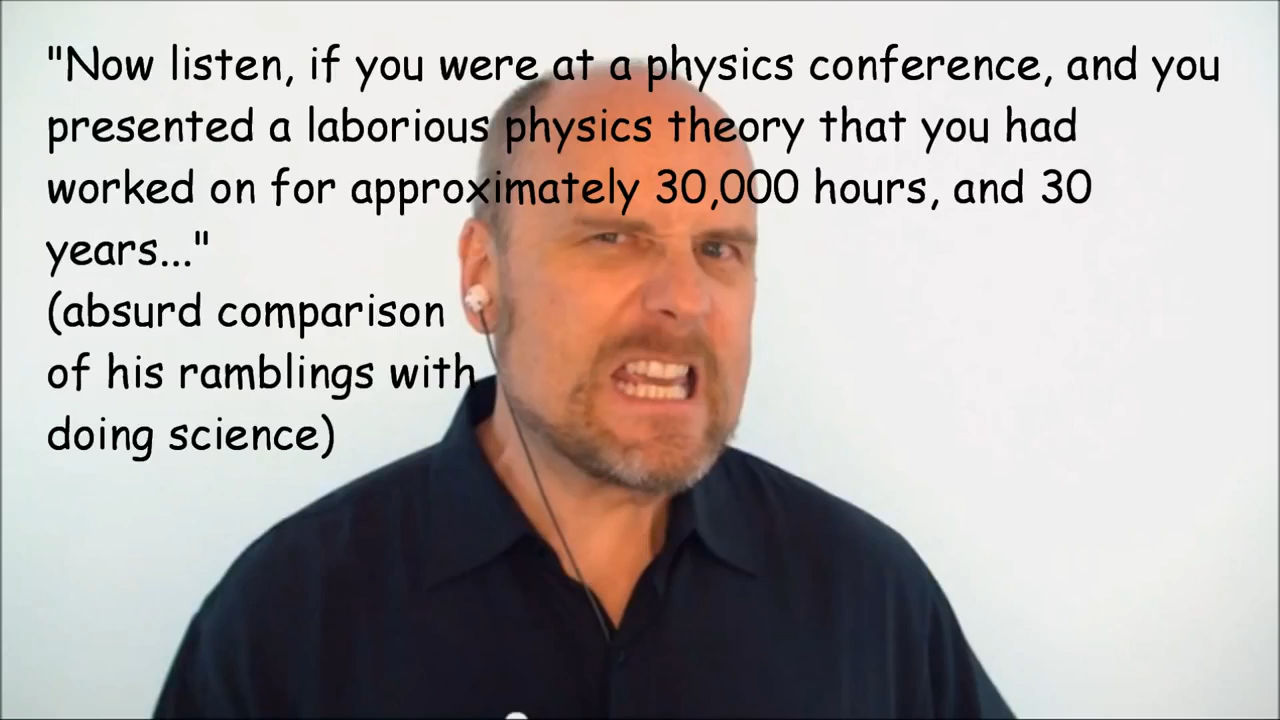 "Now listen, if you were at a physics conference, and you
presented a laborious physics theory that you had
worked on for approximately 30,000 hours, and 30
years..."
(absurd comparison
of his ramblings with
doing science)